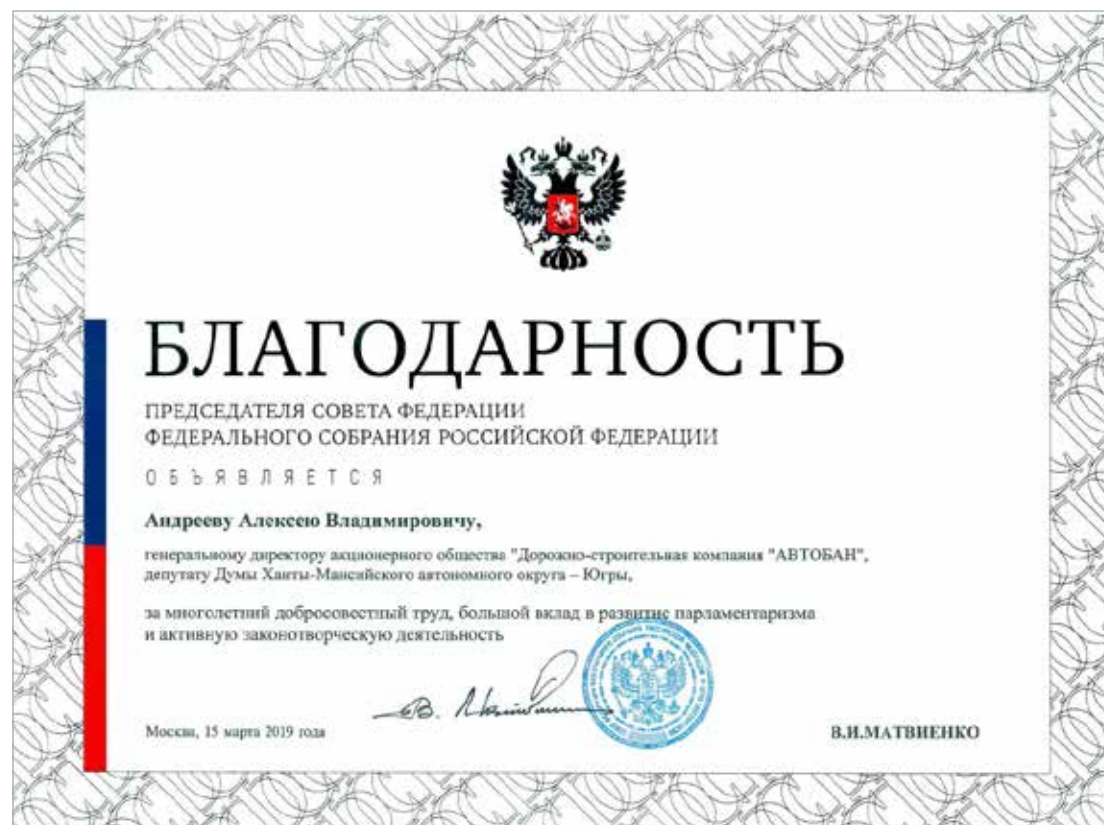 БЛАГОДАРНОСТЬ
ПРЕДСЕДАТЕЛЯ СОВЕТА ФЕДЕРАЦИИ
ФЕДЕРАЛЬНОГО СОБРАНИЯ РОССИЙСКОЙ ФЕДЕРАЦИИ
ОБЪЯВЛЯЕТСЯ
Андрееву Алексею Владимировичу,
генеральному директору акционерного общества "Дорожно-строительная компания "АВТОБАН",
депутату Думы Ханты-Мансийского автономного округа – Югры,
за многолетний добросовестный труд, большой вклад в развитие парламентаризма
и активную законотворческую деятельность
Москва, 15 марта 2019 года
В.И.МАТВИЕНКО